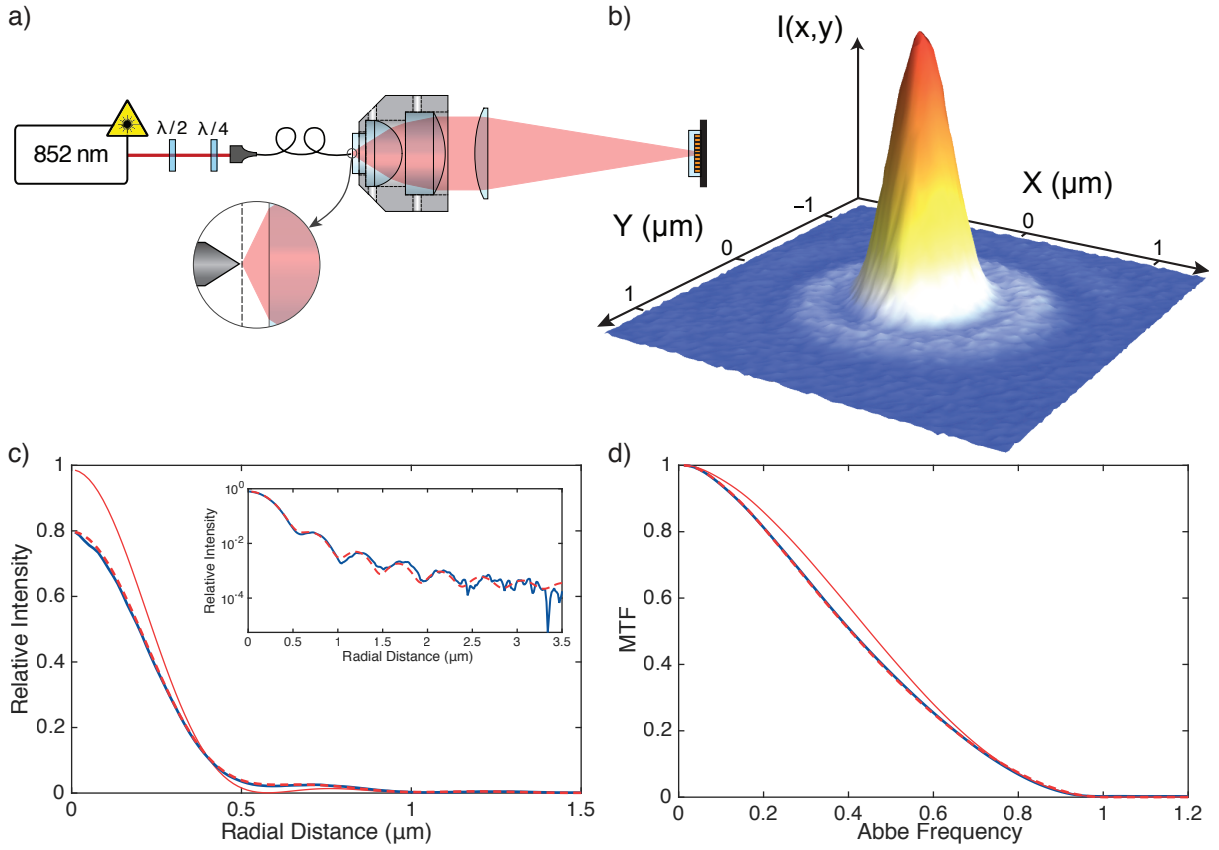 a)
852 nm
λ/2
λ/4
b)
I(x,y)
X (μm)
Y (μm)
−1
0
1
0
1
c)
Relative Intensity
1
0.8
0.6
0.4
0.2
0
0
0.5
1
1.5
Radial Distance (μm)
Relative Intensity
10^0
10^-2
10^-4
0
0.5
1
1.5
2
2.5
3
3.5
Radial Distance (μm)
d)
MTF
1
0.8
0.6
0.4
0.2
0
0
0.2
0.4
0.6
0.8
1
1.2
Abbe Frequency